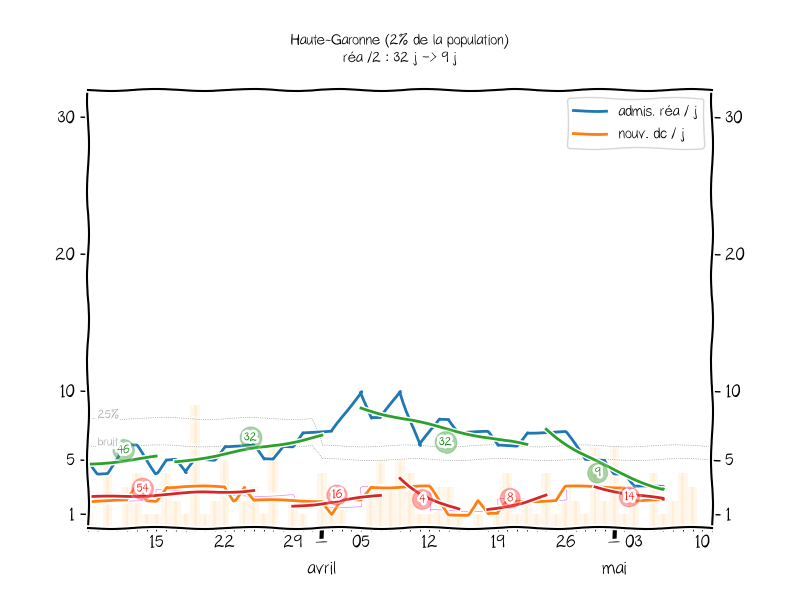 Haute-Garonne (2% de la population)
réa /2 : 32 j -> 9 j
admis. réa / j
nouv. dc / j
30
30
20
20
10
10
25%
bruit
5
5
1
1
46
32
32
9
54
16
4
8
14
15 22 29 05 12 19 26 03 10
avril mai